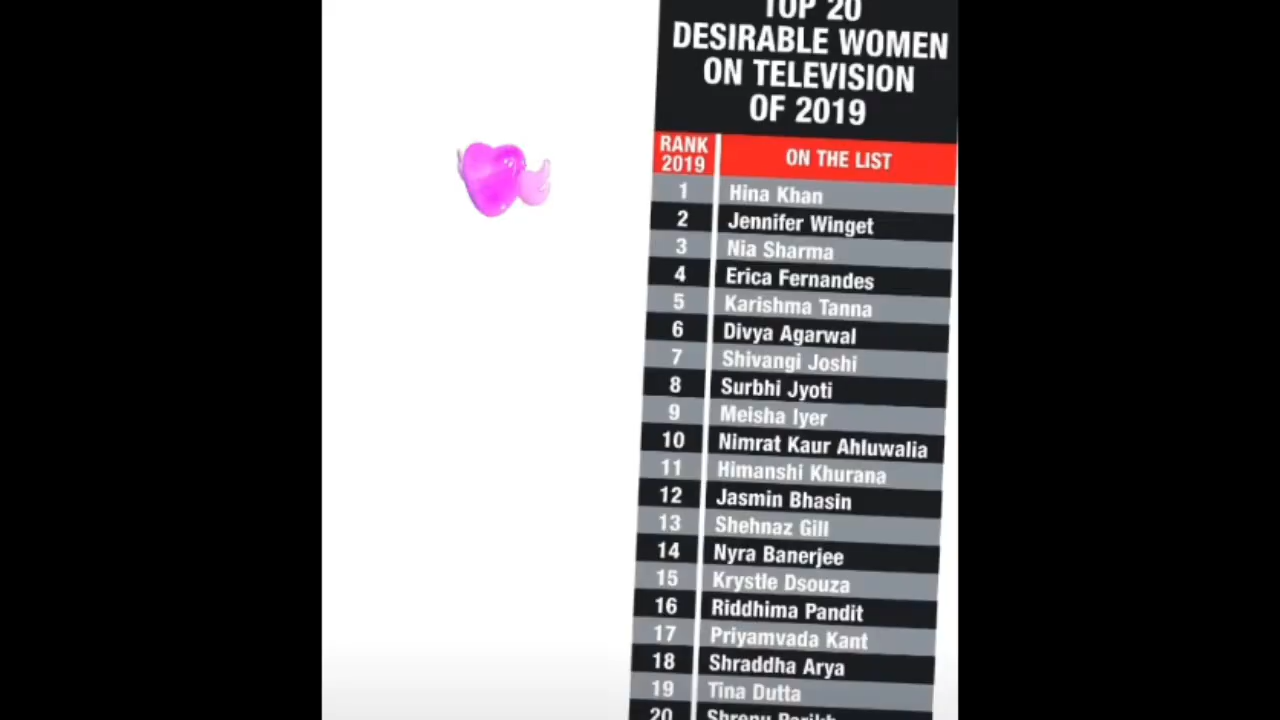 TOP 20
DESIRABLE WOMEN
ON TELEVISION
OF 2019
RANK 2019 ON THE LIST
1 Hina Khan
2 Jennifer Winget
3 Nia Sharma
4 Erica Fernandes
5 Karishma Tanna
6 Divya Agarwal
7 Shivangi Joshi
8 Surbhi Jyoti
9 Meisha Iyer
10 Nimrat Kaur Ahluwalia
11 Himanshi Khurana
12 Jasmin Bhasin
13 Shehnaz Gill
14 Nyra Banerjee
15 Krystle Dsouza
16 Riddhima Pandit
17 Priyamvada Kant
18 Shraddha Arya
19 Tina Dutta
20 Shrenu Parikh